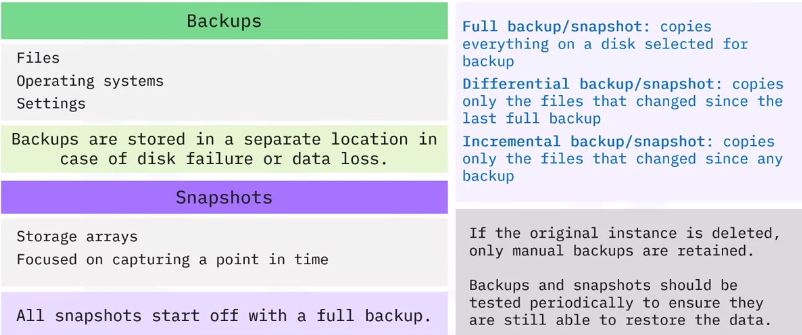 Backups
Files
Operating systems
Settings
Backups are stored in a separate location in
case of disk failure or data loss.
Snapshots
Storage arrays
Focused on capturing a point in time
All snapshots start off with a full backup.
Full backup/snapshot: copies
everything on a disk selected for
backup
Differential backup/snapshot: copies
only the files that changed since the
last full backup
Incremental backup/snapshot: copies
only the files that changed since any
backup
If the original instance is deleted,
only manual backups are retained.
Backups and snapshots should be
tested periodically to ensure they
are still able to restore the data.